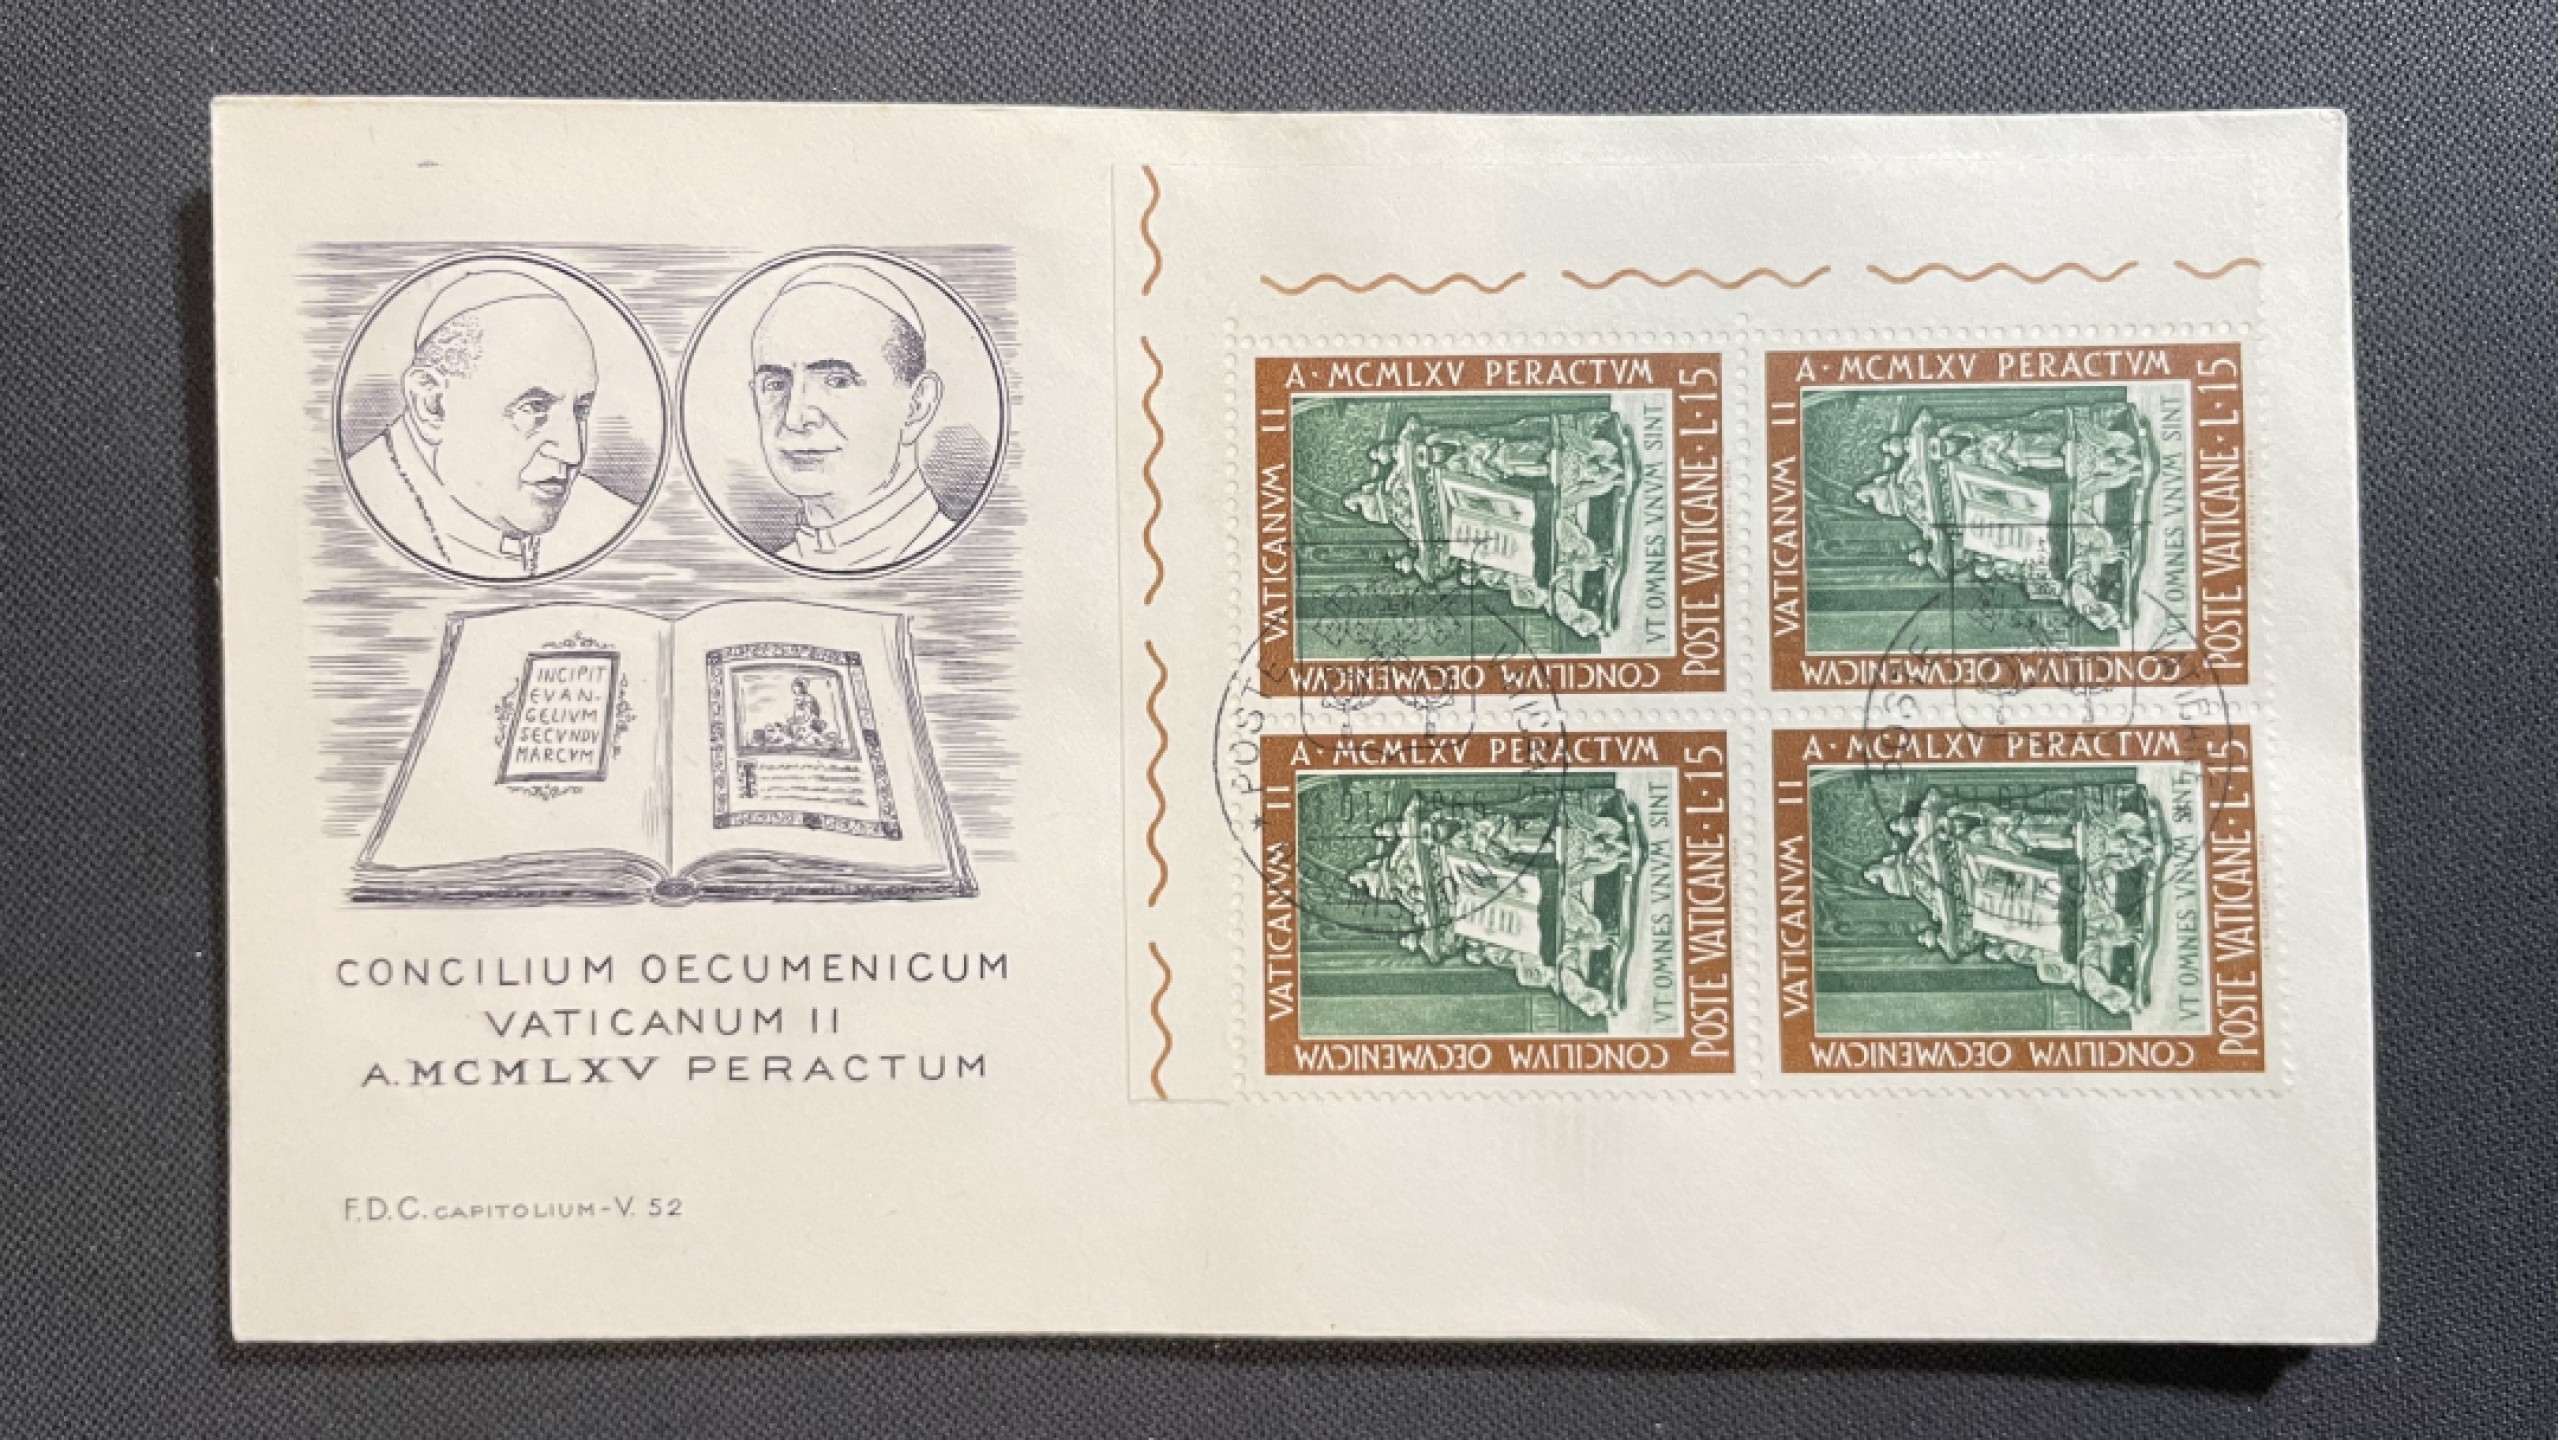 INCIPIT
EVAN-
GELIVM
SECVNDV
MARCVM
CONCILIUM OECUMENICUM
VATICANUM II
A.MCMLXV PERACTUM
F.D.C. CAPITOLIUM-V. 52
CONCILIVM OECVMENICVM
VATICANVM II
A·MCMLXV PERACTVM
VT OMNES VNVM SINT
POSTE VATICANE·L·15
CONCILIVM OECVMENICVM
VATICANVM II
A·MCMLXV PERACTVM
VT OMNES VNVM SINT
POSTE VATICANE·L·15
CONCILIVM OECVMENICVM
VATICANVM II
A·MCMLXV PERACTVM
VT OMNES VNVM SINT
POSTE VATICANE·L·15
CONCILIVM OECVMENICVM
VATICANVM II
A·MCMLXV PERACTVM
VT OMNES VNVM SINT
POSTE VATICANE·L·15
POSTE
1966
POSTE